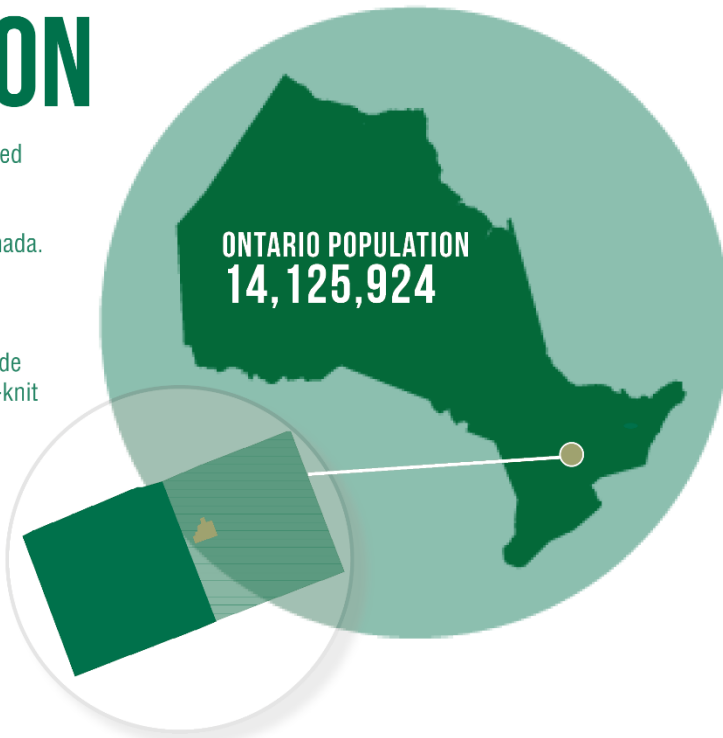 ON
ed
nada.
de
-knit
ONTARIO POPULATION
14,125,924